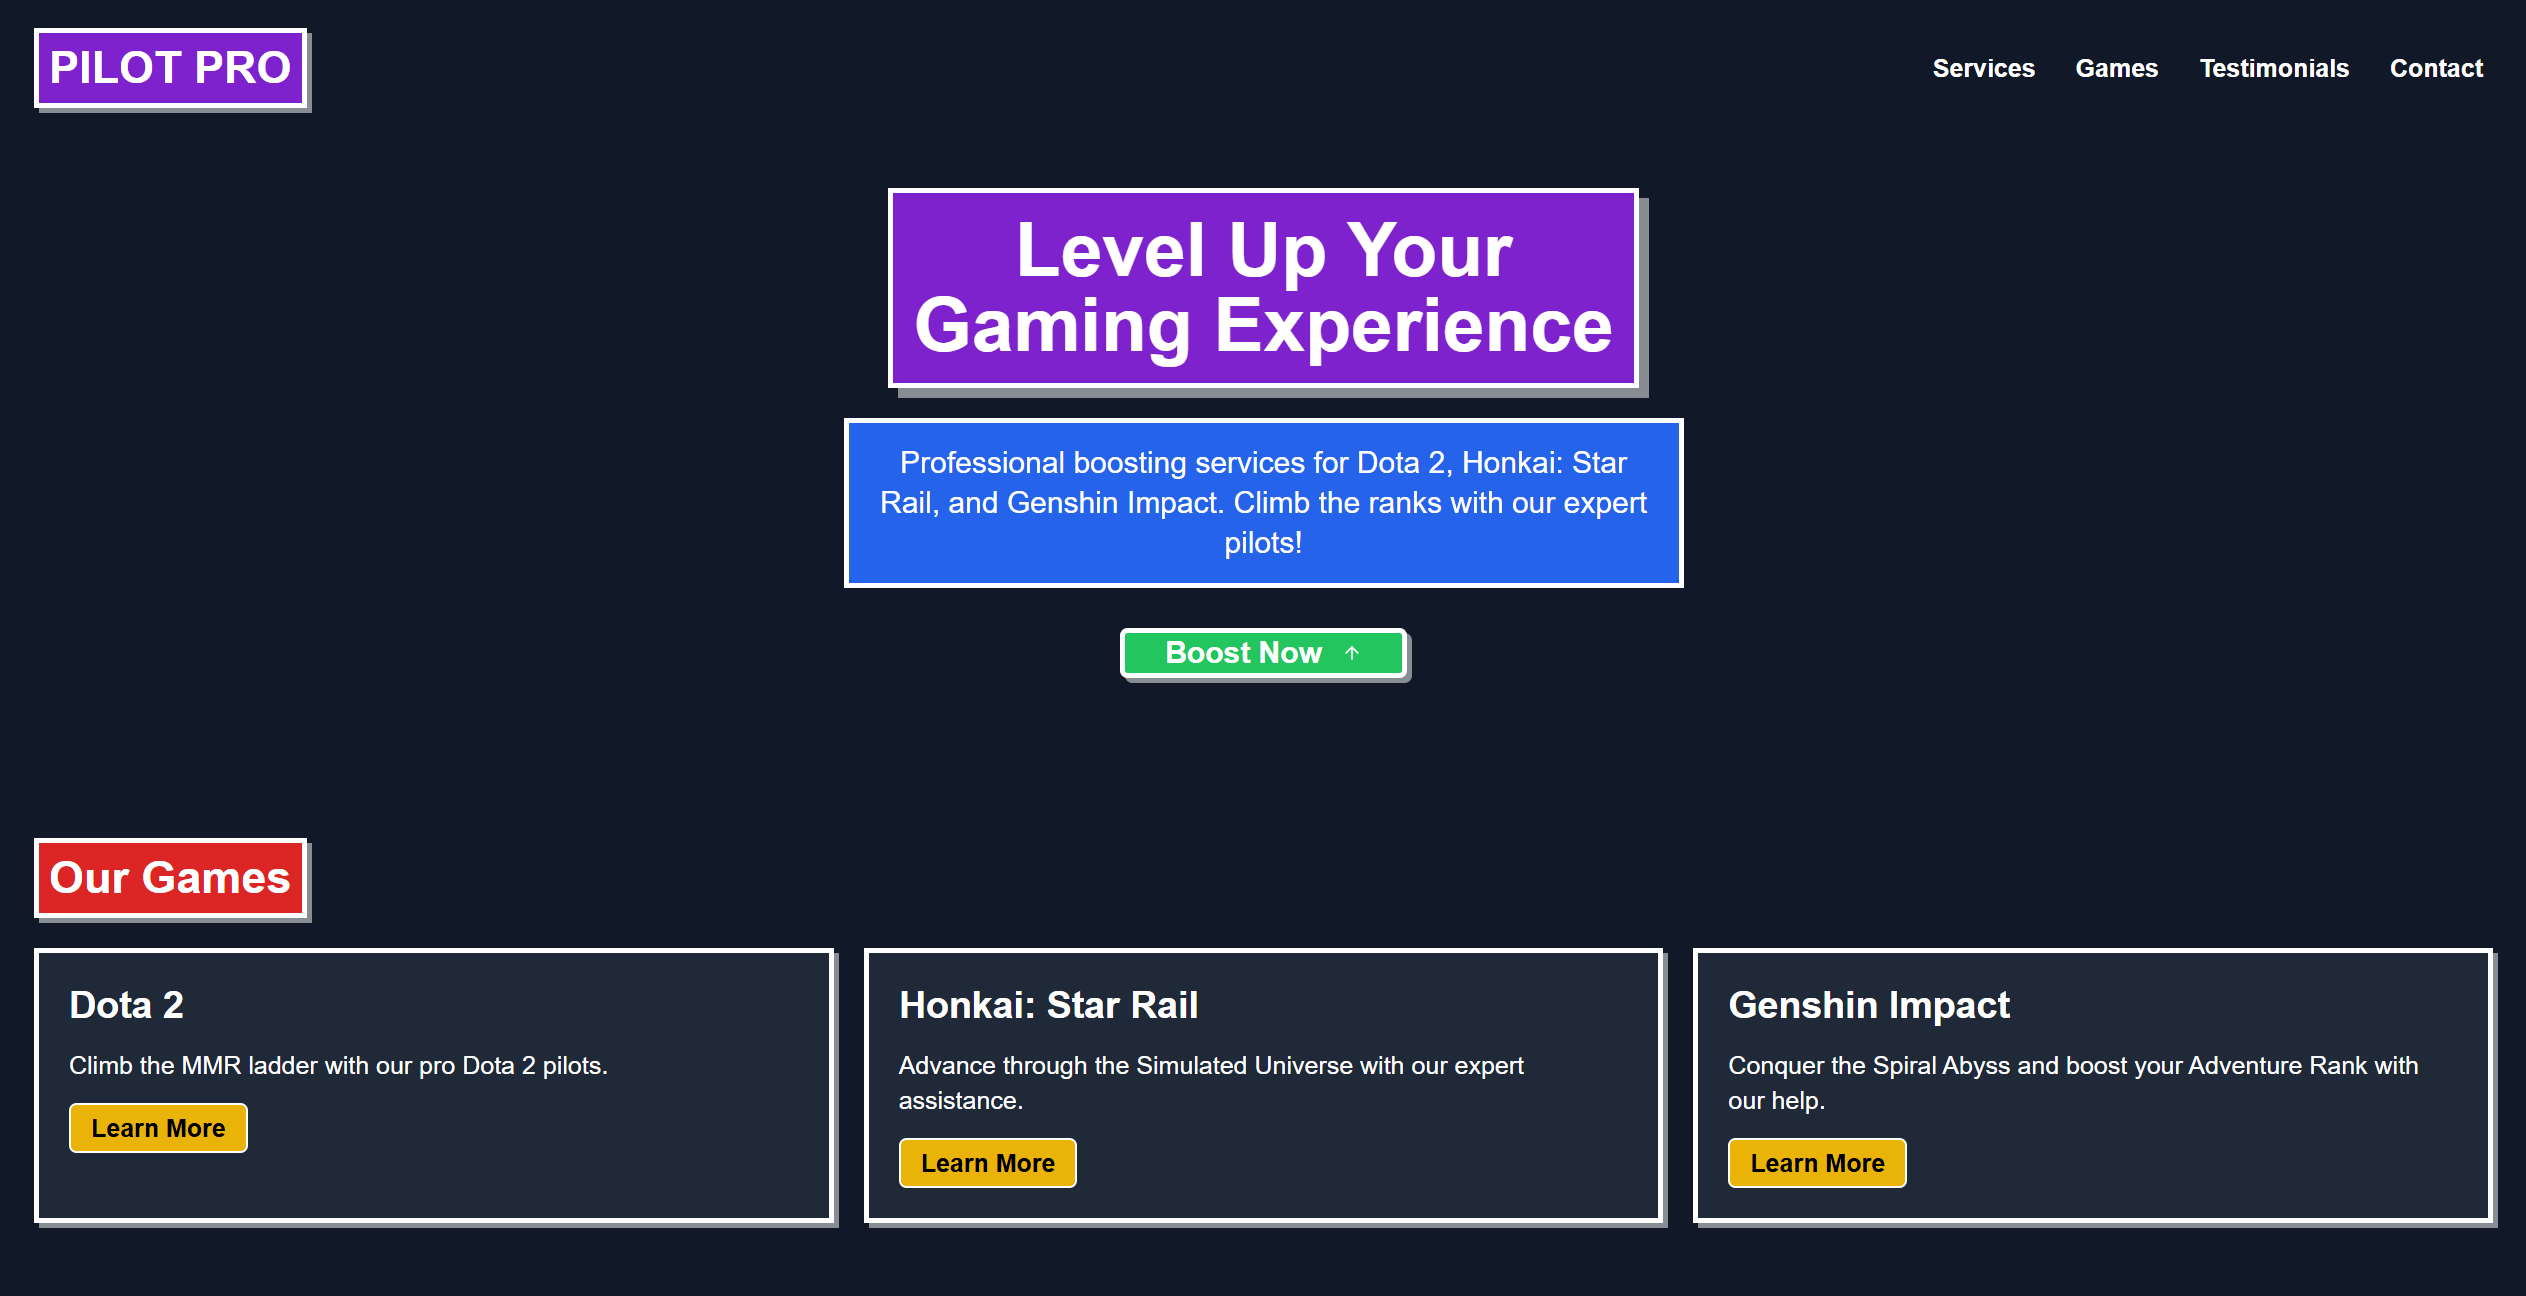 PILOT PRO
Services Games Testimonials Contact
Level Up Your
Gaming Experience
Professional boosting services for Dota 2, Honkai: Star
Rail, and Genshin Impact. Climb the ranks with our expert
pilots!
Boost Now
Our Games
Dota 2
Climb the MMR ladder with our pro Dota 2 pilots.
Learn More
Honkai: Star Rail
Advance through the Simulated Universe with our expert
assistance.
Learn More
Genshin Impact
Conquer the Spiral Abyss and boost your Adventure Rank with
our help.
Learn More